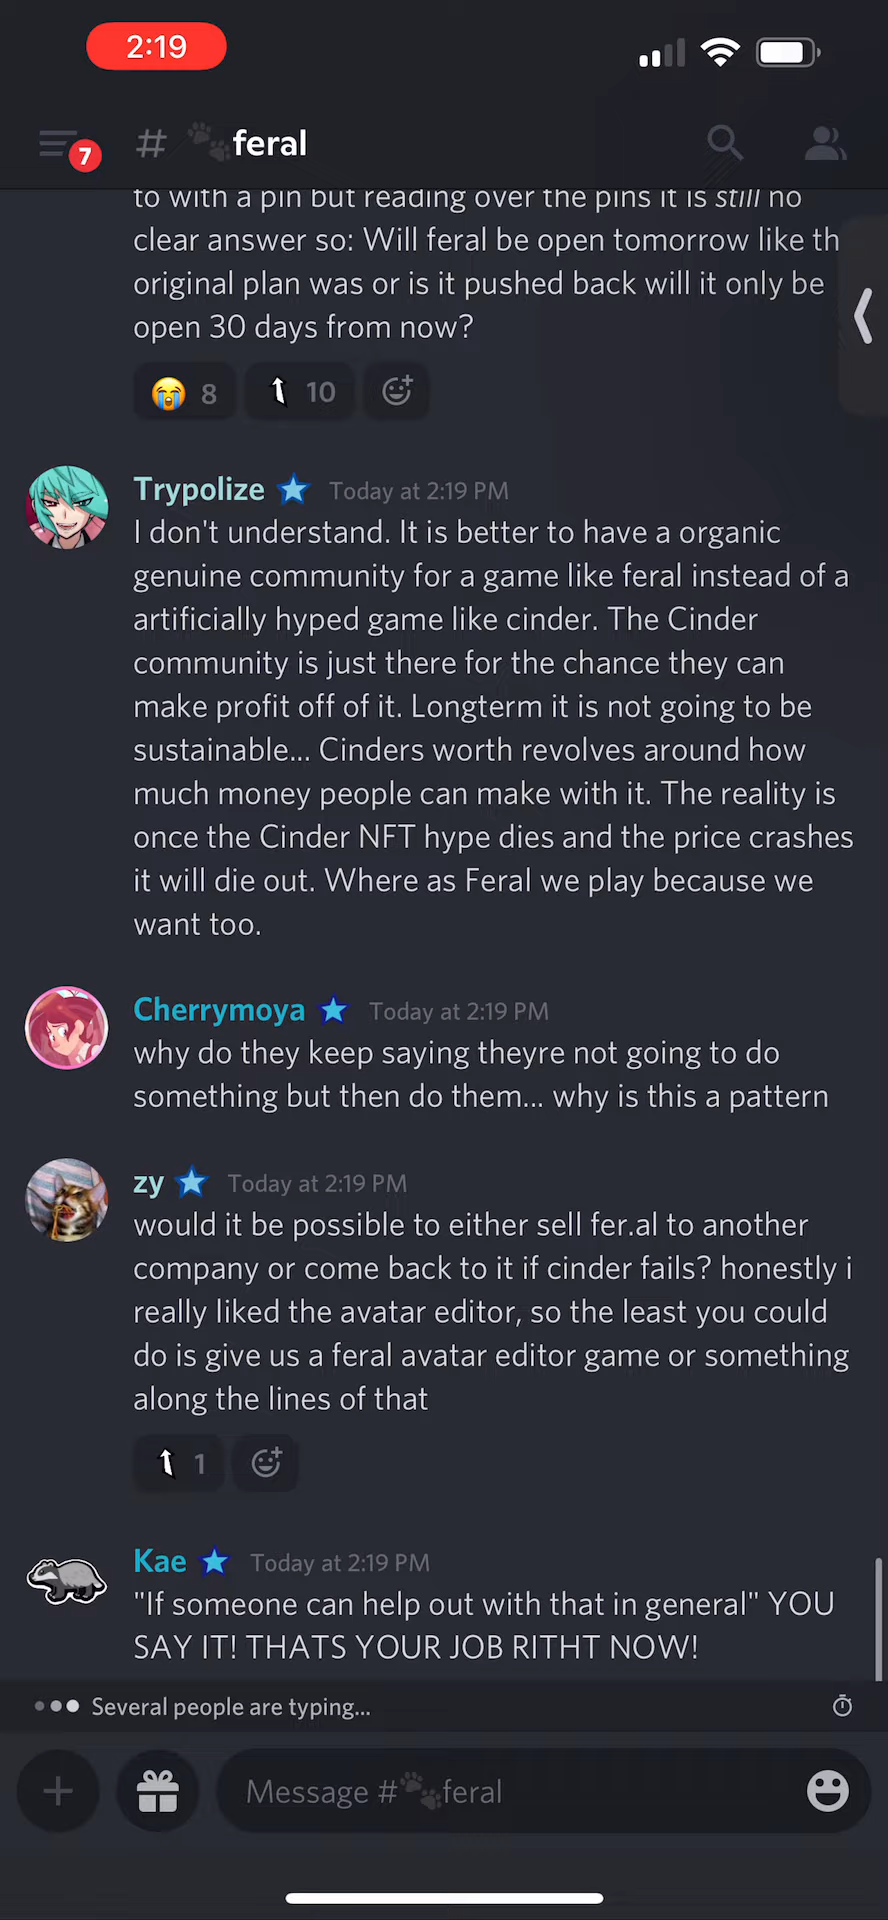 2:19
7
# feral
to with a pin but reading over the pins it is still no
clear answer so: Will feral be open tomorrow like th
original plan was or is it pushed back will it only be
open 30 days from now?
8 10
Trypolize Today at 2:19 PM
I don't understand. It is better to have a organic
genuine community for a game like feral instead of a
artificially hyped game like cinder. The Cinder
community is just there for the chance they can
make profit off of it. Longterm it is not going to be
sustainable... Cinders worth revolves around how
much money people can make with it. The reality is
once the Cinder NFT hype dies and the price crashes
it will die out. Where as Feral we play because we
want too.
Cherrymoya Today at 2:19 PM
why do they keep saying theyre not going to do
something but then do them... why is this a pattern
zy Today at 2:19 PM
would it be possible to either sell fer.al to another
company or come back to it if cinder fails? honestly i
really liked the avatar editor, so the least you could
do is give us a feral avatar editor game or something
along the lines of that
1
Kae Today at 2:19 PM
"If someone can help out with that in general" YOU
SAY IT! THATS YOUR JOB RITHT NOW!
Several people are typing...
Message # feral